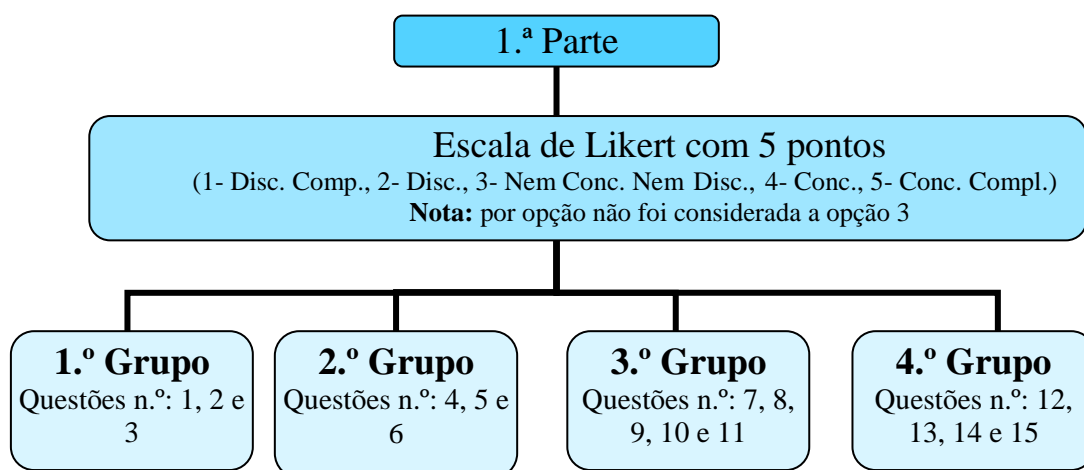 1.ª Parte
Escala de Likert com 5 pontos
(1- Disc. Comp., 2- Disc., 3- Nem Conc. Nem Disc., 4- Conc., 5- Conc. Compl.)
Nota: por opção não foi considerada a opção 3
1.º Grupo
Questões n.º: 1, 2 e
3
2.º Grupo
Questões n.º: 4, 5 e
6
3.º Grupo
Questões n.º: 7, 8,
9, 10 e 11
4.º Grupo
Questões n.º: 12,
13, 14 e 15